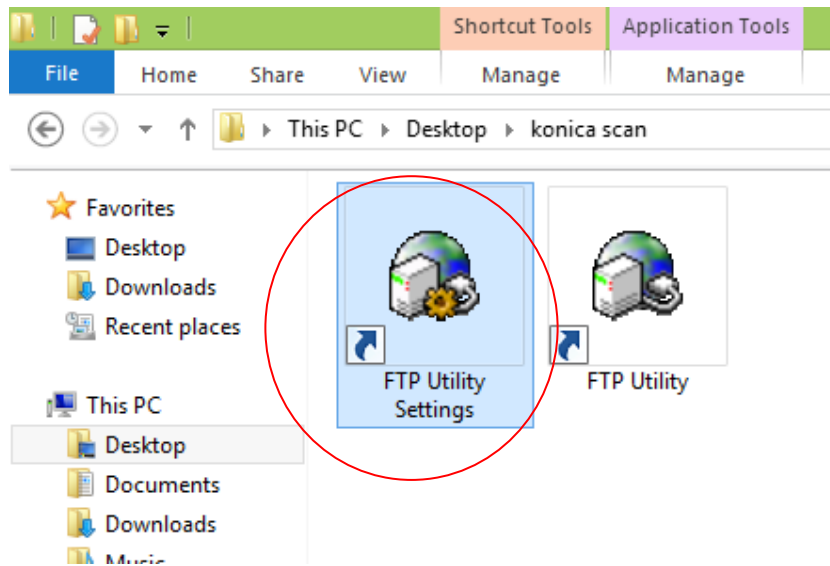 Shortcut Tools Application Tools
File Home Share View Manage Manage
This PC Desktop konica scan
Favorites
Desktop
Downloads
Recent places
This PC
Desktop
Documents
Downloads
Music
FTP Utility
Settings
FTP Utility